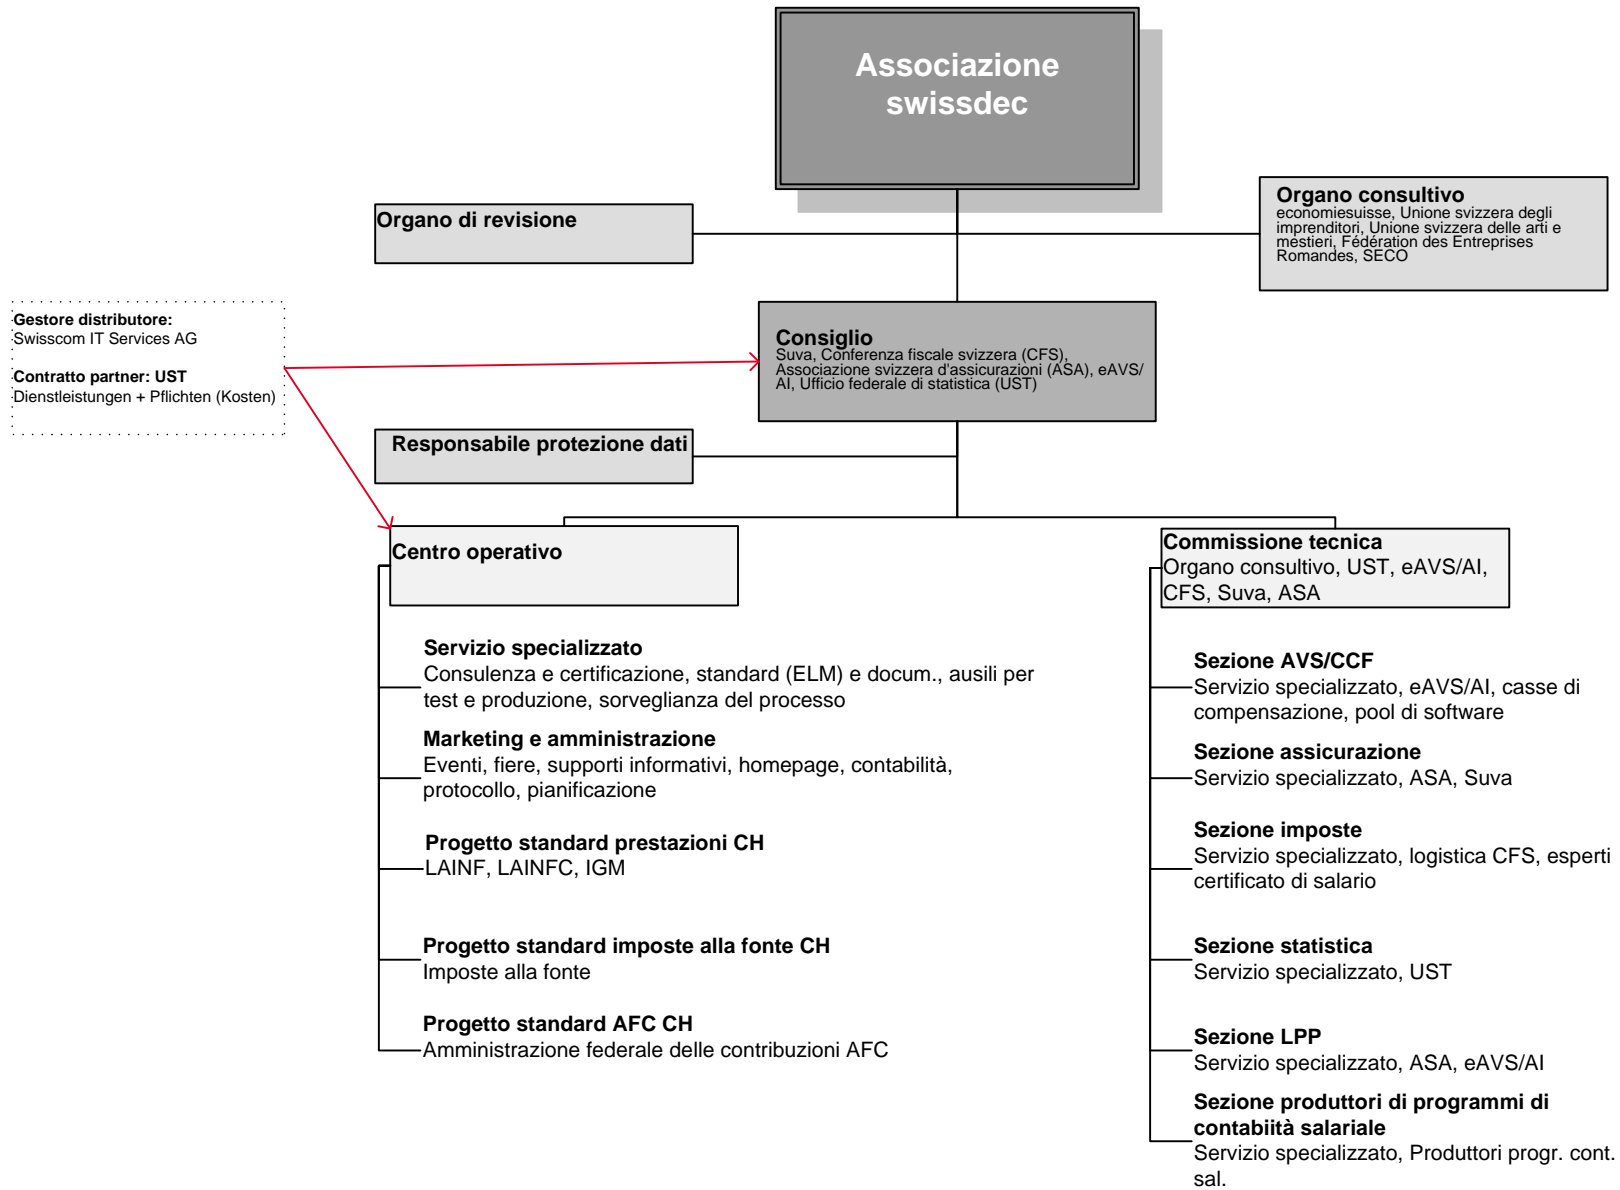 Associazione
swissdec
Organo di revisione
Organo consultivo
economiesuisse, Unione svizzera degli
imprenditori, Unione svizzera delle arti e
mestieri, Fédération des Entreprises
Romandes, SECO
Gestore distributore:
Swisscom IT Services AG
Contratto partner: UST
Dienstleistungen + Pflichten (Kosten)
Consiglio
Suva, Conferenza fiscale svizzera (CFS),
Associazione svizzera d'assicurazioni (ASA), eAVS/
AI, Ufficio federale di statistica (UST)
Responsabile protezione dati
Centro operativo
Servizio specializzato
Consulenza e certificazione, standard (ELM) e docum., ausili per
test e produzione, sorveglianza del processo
Marketing e amministrazione
Eventi, fiere, supporti informativi, homepage, contabilità,
protocollo, pianificazione
Progetto standard prestazioni CH
LAINF, LAINFC, IGM
Progetto standard imposte alla fonte CH
Imposte alla fonte
Progetto standard AFC CH
Amministrazione federale delle contribuzioni AFC
Commissione tecnica
Organo consultivo, UST, eAVS/AI,
CFS, Suva, ASA
Sezione AVS/CCF
Servizio specializzato, eAVS/AI, casse di
compensazione, pool di software
Sezione assicurazione
Servizio specializzato, ASA, Suva
Sezione imposte
Servizio specializzato, logistica CFS, esperti
certificato di salario
Sezione statistica
Servizio specializzato, UST
Sezione LPP
Servizio specializzato, ASA, eAVS/AI
Sezione produttori di programmi di
contabiità salariale
Servizio specializzato, Produttori progr. cont.
sal.